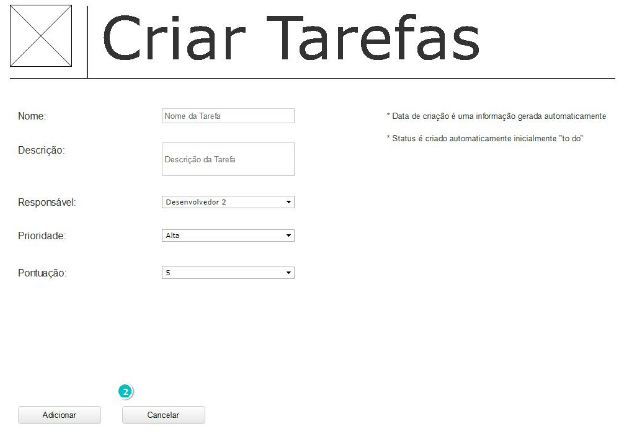 Criar Tarefas
Nome:
Nome da Tarefa
* Data de criação é uma informação gerada automaticamente
* Status é criado automaticamente inicialmente "to do"
Descrição:
Descrição da Tarefa
Responsável:
Desenvolvedor 2
Prioridade:
Alta
Pontuação:
5
2
Adicionar
Cancelar